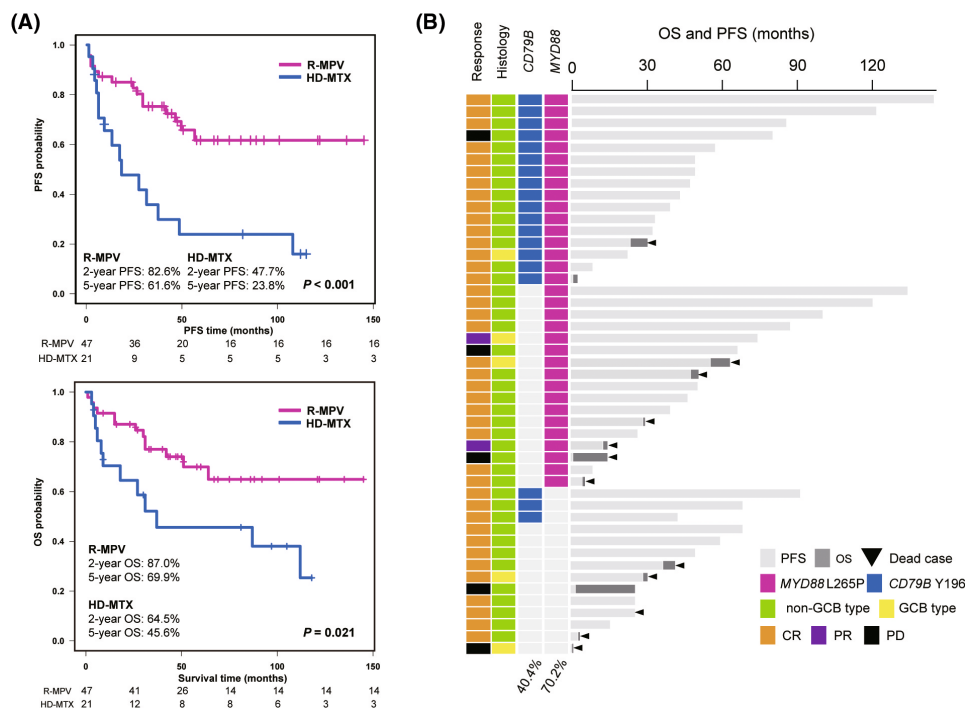 (A)
1.0
0.8
0.6
0.4
0.2
0.0
PFS probability
R-MPV
HD-MTX
R-MPV
2-year PFS: 82.6%
5-year PFS: 61.6%
HD-MTX
2-year PFS: 47.7%
5-year PFS: 23.8%
P < 0.001
0 50 100 150
PFS time (months)
R-MPV 47 36 20 16 16 16 16
HD-MTX 21 9 5 5 5 3 3
1.0
0.8
0.6
0.4
0.2
0.0
OS probability
R-MPV
HD-MTX
R-MPV
2-year OS: 87.0%
5-year OS: 69.9%
HD-MTX
2-year OS: 64.5%
5-year OS: 45.6%
P = 0.021
0 50 100 150
Survival time (months)
R-MPV 47 41 26 14 14 14 14
HD-MTX 21 12 8 8 6 3 3
(B)
Response
Histology
CD79B
MYD88
OS and PFS (months)
0 30 60 90 120
PFS OS Dead case
MYD88 L265P CD79B Y196
non-GCB type GCB type
CR PR PD
40.4%
70.2%